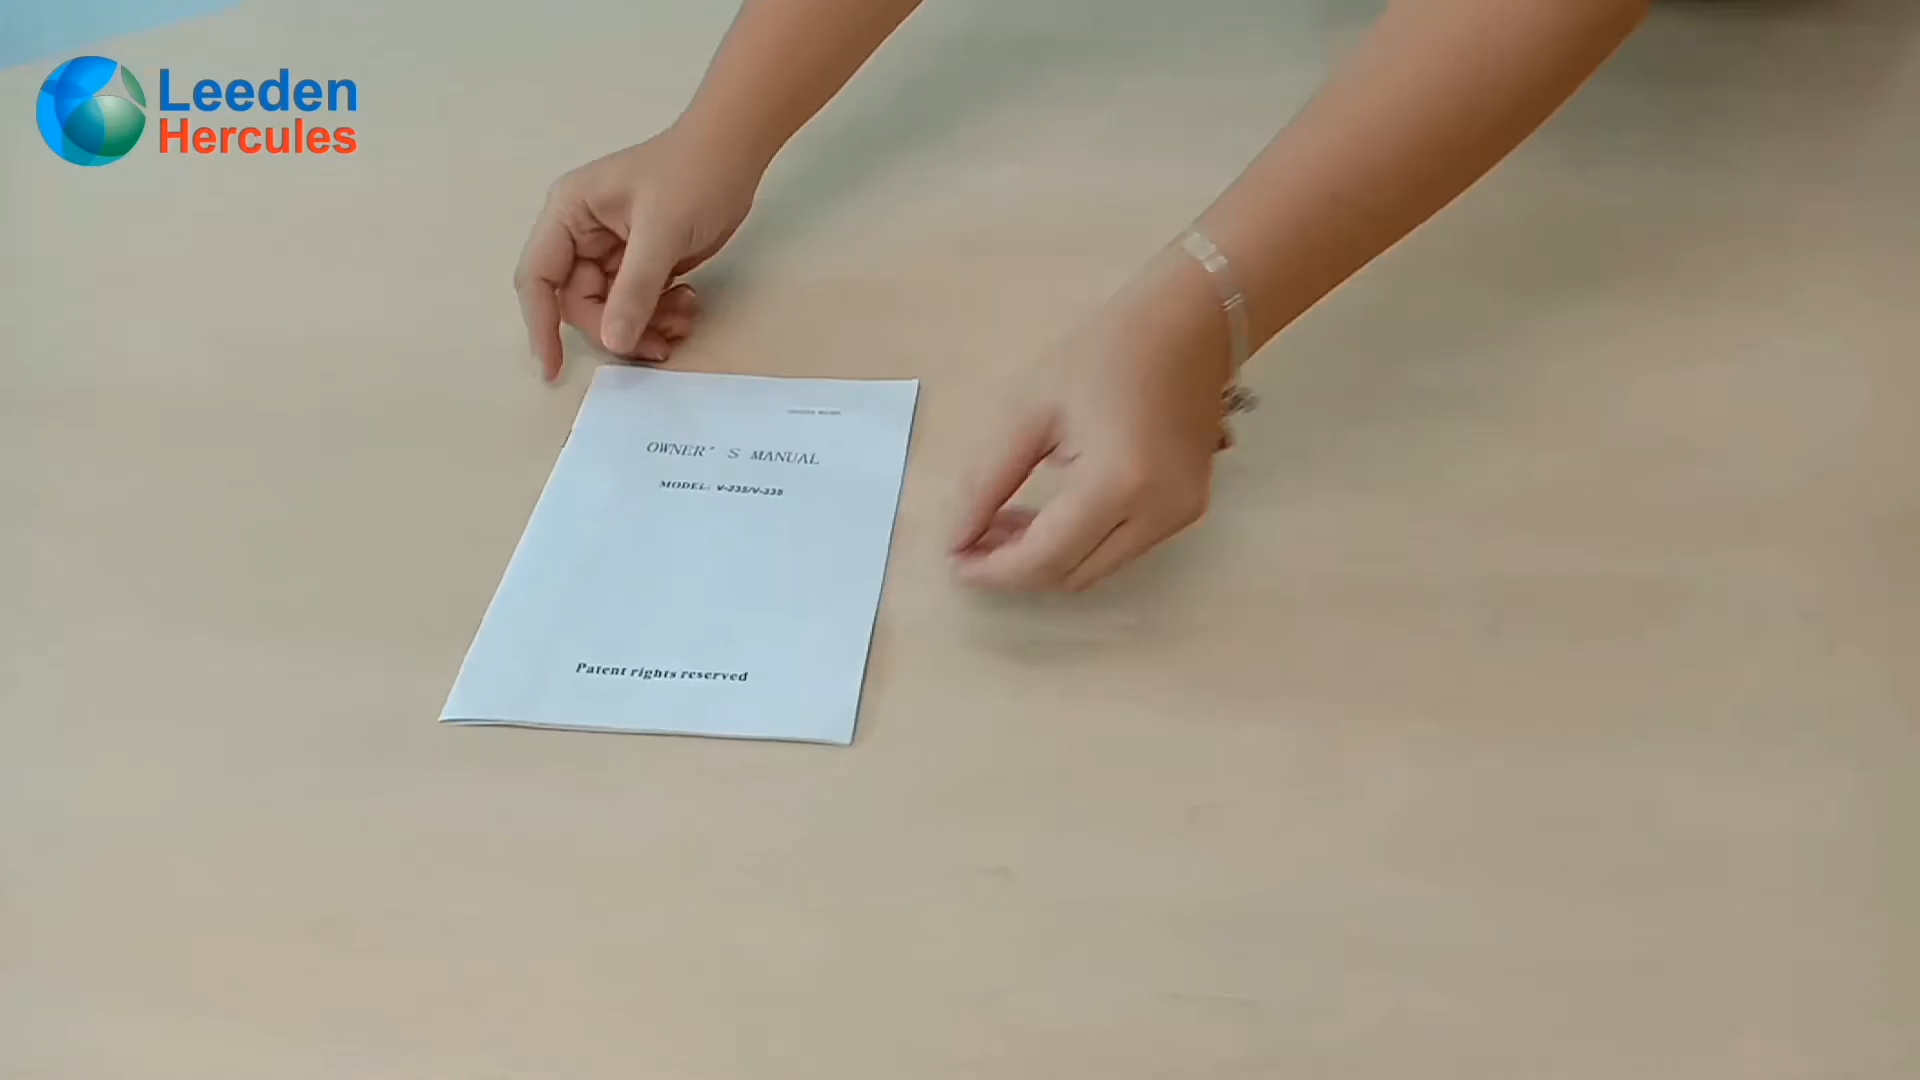 Leeden
Hercules
OWNER'S MANUAL
MODEL: V-235/V-335
Patent rights reserved